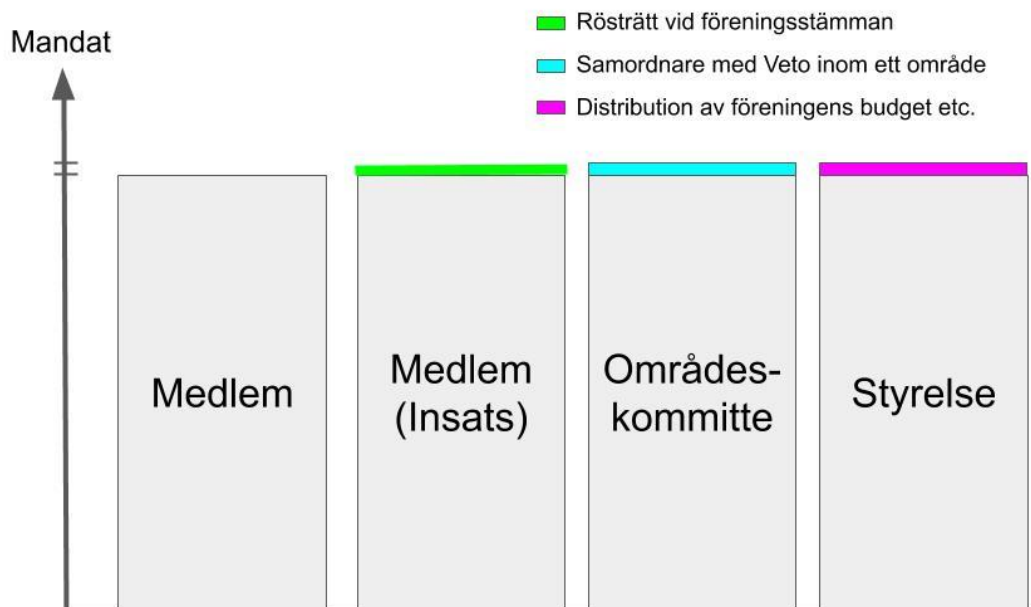 Mandat
Rösträtt vid föreningsstämman
Samordnare med Veto inom ett område
Distribution av föreningens budget etc.
Medlem
Medlem
(Insats)
Områdes-
kommitte
Styrelse